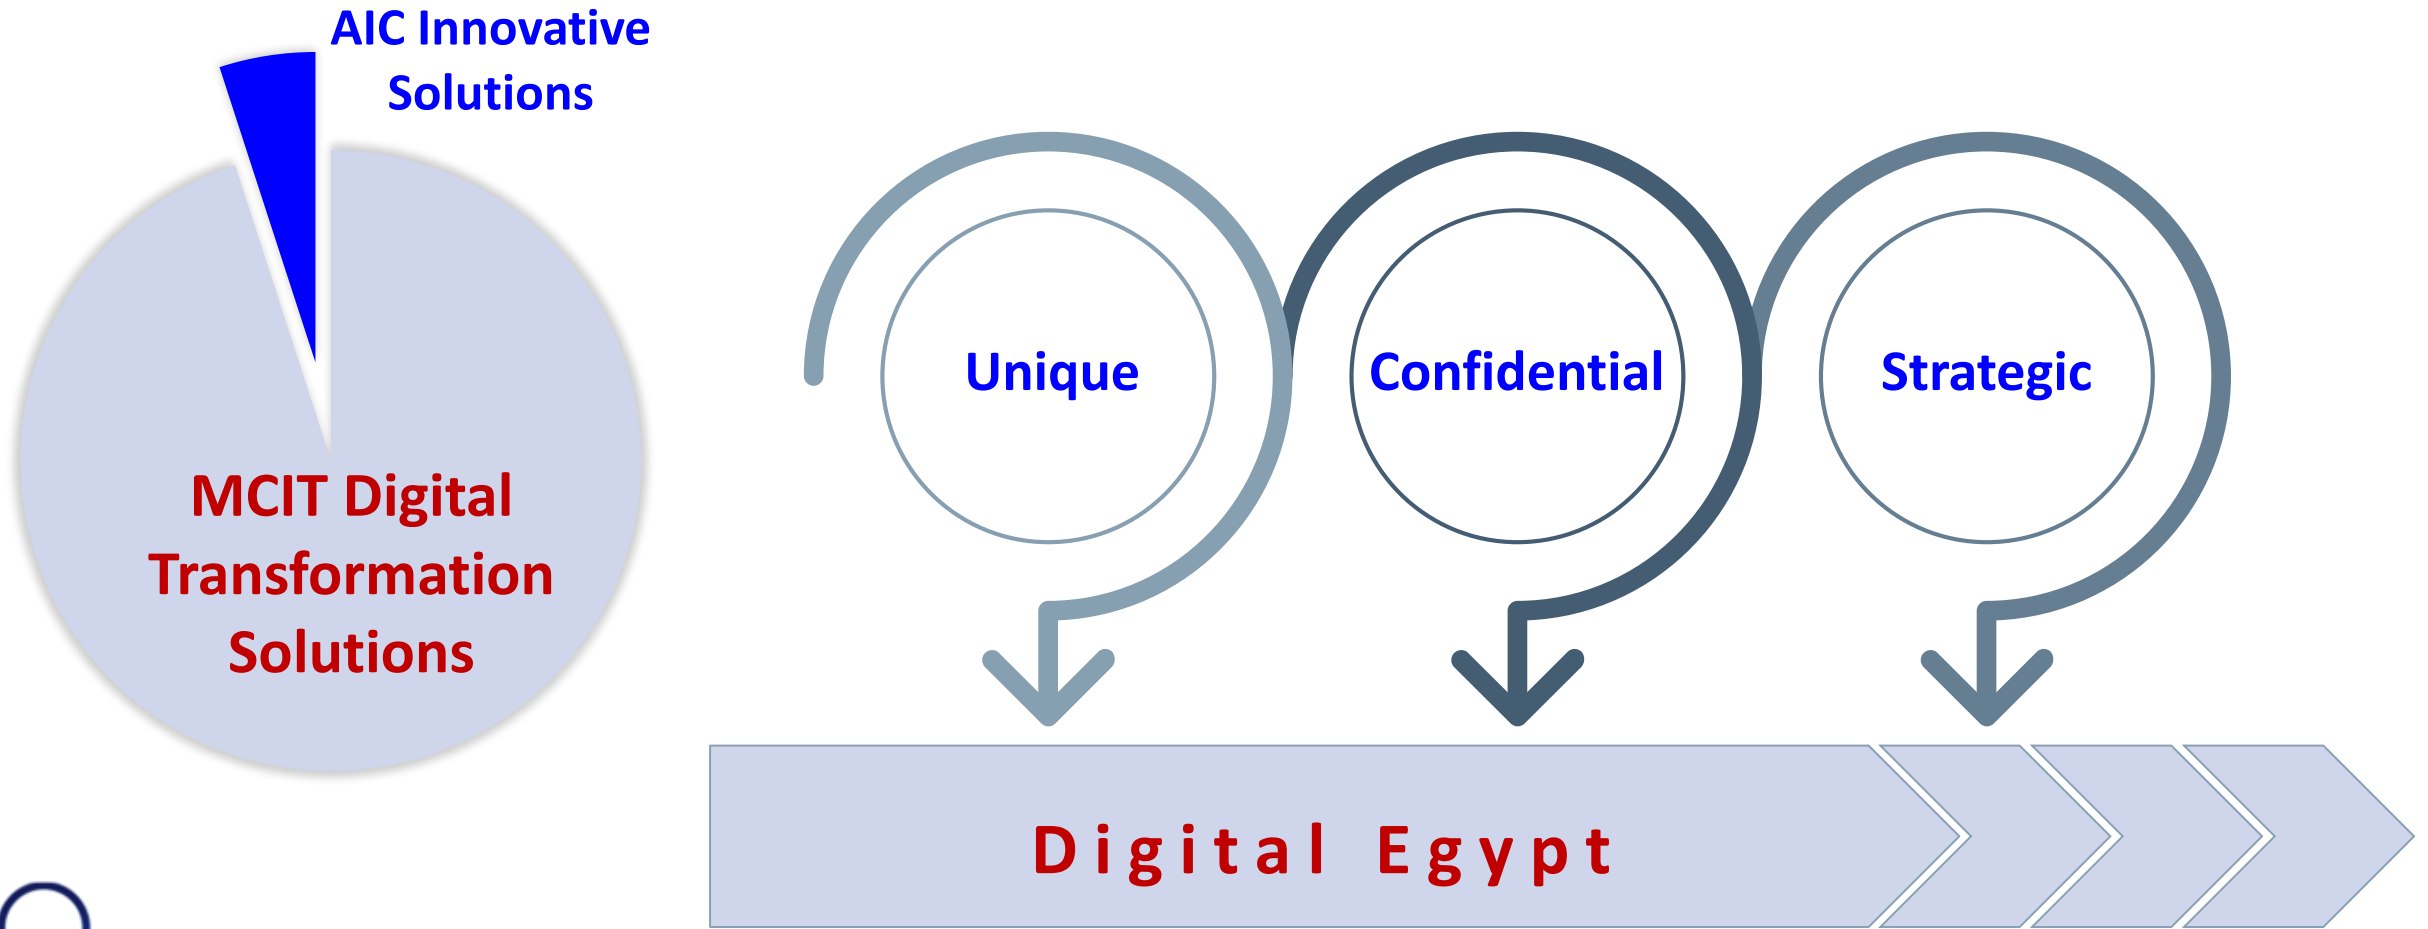 AIC Innovative
Solutions
MCIT Digital
Transformation
Solutions
Unique
Confidential
Strategic
Digital Egypt